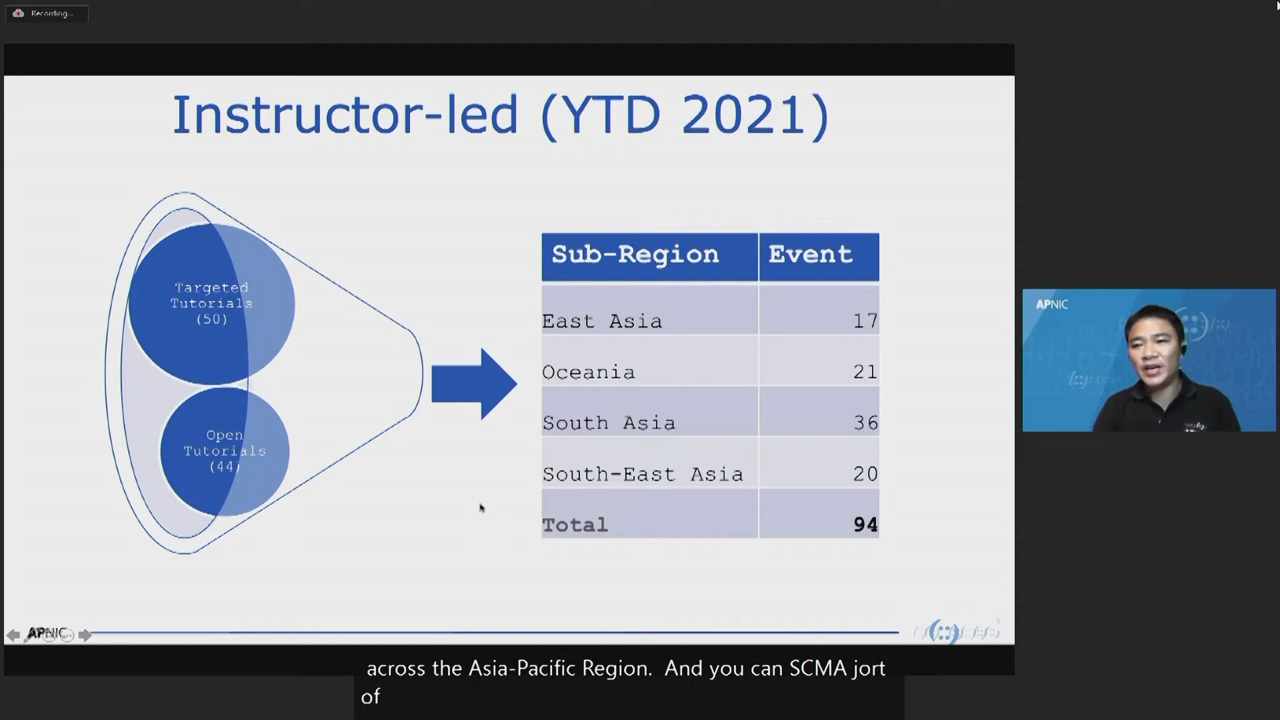 Recording...
Instructor-led (YTD 2021)
Targeted
Tutorials
(50)
Open
Tutorials
(44)
Sub-Region Event
East Asia 17
Oceania 21
South Asia 36
South-East Asia 20
Total 94
APNIC
APNIC
across the Asia-Pacific Region. And you can SCMA jort
of